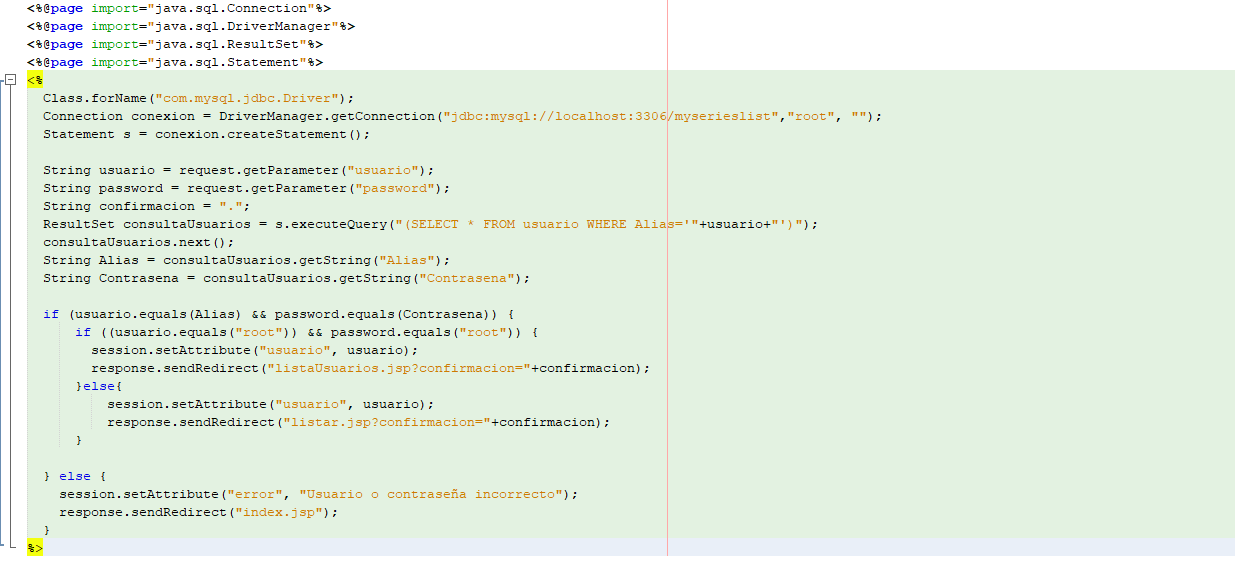 <%@page import="java.sql.Connection"%>
<%@page import="java.sql.DriverManager"%>
<%@page import="java.sql.ResultSet"%>
<%@page import="java.sql.Statement"%>
<%
Class.forName("com.mysql.jdbc.Driver");
Connection conexion = DriverManager.getConnection("jdbc:mysql://localhost:3306/myserieslist","root", "");
Statement s = conexion.createStatement();
String usuario = request.getParameter("usuario");
String password = request.getParameter("password");
String confirmacion = ".";
ResultSet consultaUsuarios = s.executeQuery("(SELECT * FROM usuario WHERE Alias='"+usuario+"')");
consultaUsuarios.next();
String Alias = consultaUsuarios.getString("Alias");
String Contrasena = consultaUsuarios.getString("Contrasena");
if (usuario.equals(Alias) && password.equals(Contrasena)) {
if ((usuario.equals("root")) && password.equals("root")) {
session.setAttribute("usuario", usuario);
response.sendRedirect("listaUsuarios.jsp?confirmacion="+confirmacion);
}else{
session.setAttribute("usuario", usuario);
response.sendRedirect("listar.jsp?confirmacion="+confirmacion);
}
} else {
session.setAttribute("error", "Usuario o contraseña incorrecto");
response.sendRedirect("index.jsp");
}
%>